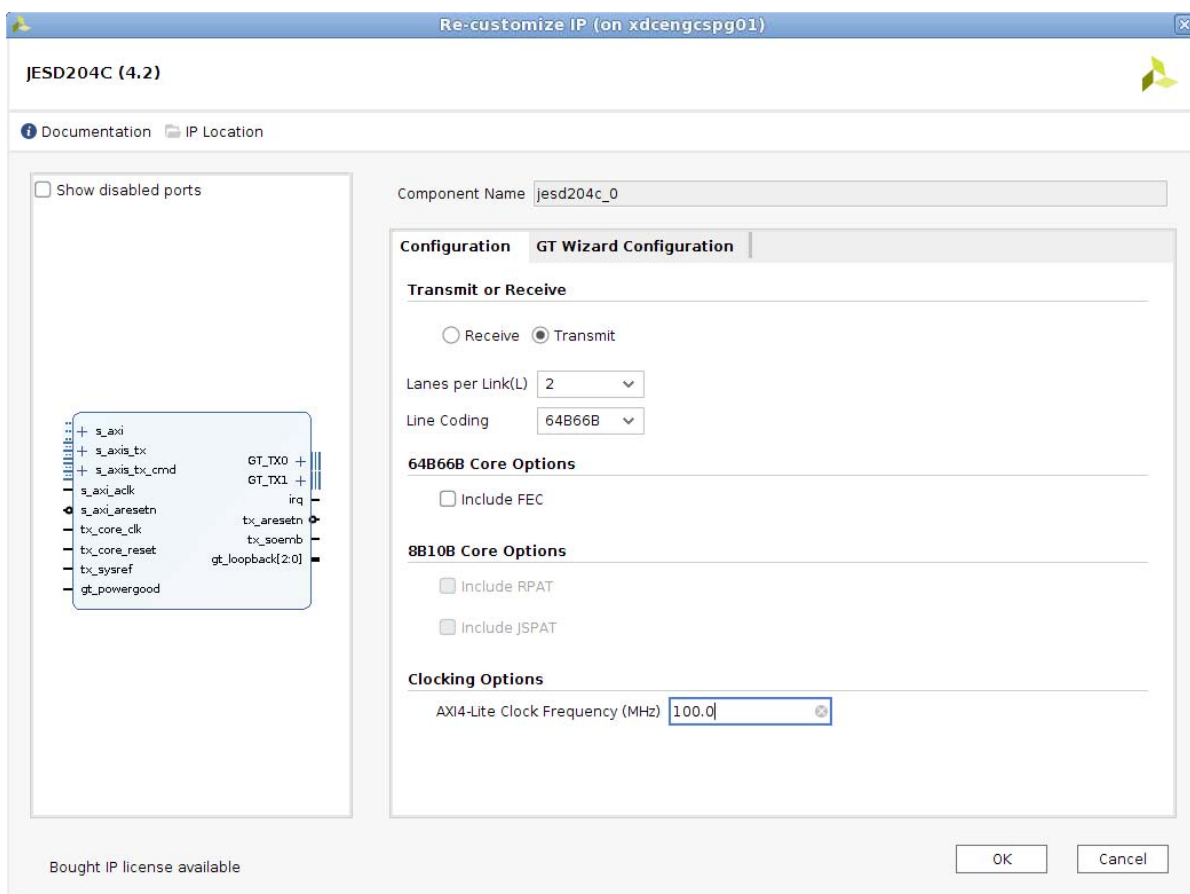 Re-customize IP (on xdcengcspg01)
JESD204C (4.2)
Documentation IP Location
Show disabled ports
+ s_axi
+ s_axis_tx
+ s_axis_tx_cmd
s_axi_aclk
s_axi_aresetn
tx_core_clk
tx_core_reset
tx_sysref
gt_powergood
GT_TX0 +
GT_TX1 +
irq
tx_aresetn
tx_soemb
gt_loopback[2:0]
Component Name jesd204c_0
Configuration GT Wizard Configuration
Transmit or Receive
Receive Transmit
Lanes per Link(L) 2
Line Coding 64B66B
64B66B Core Options
Include FEC
8B10B Core Options
Include RPAT
Include JSPAT
Clocking Options
AXI4-Lite Clock Frequency (MHz) 100.0
Bought IP license available
OK Cancel